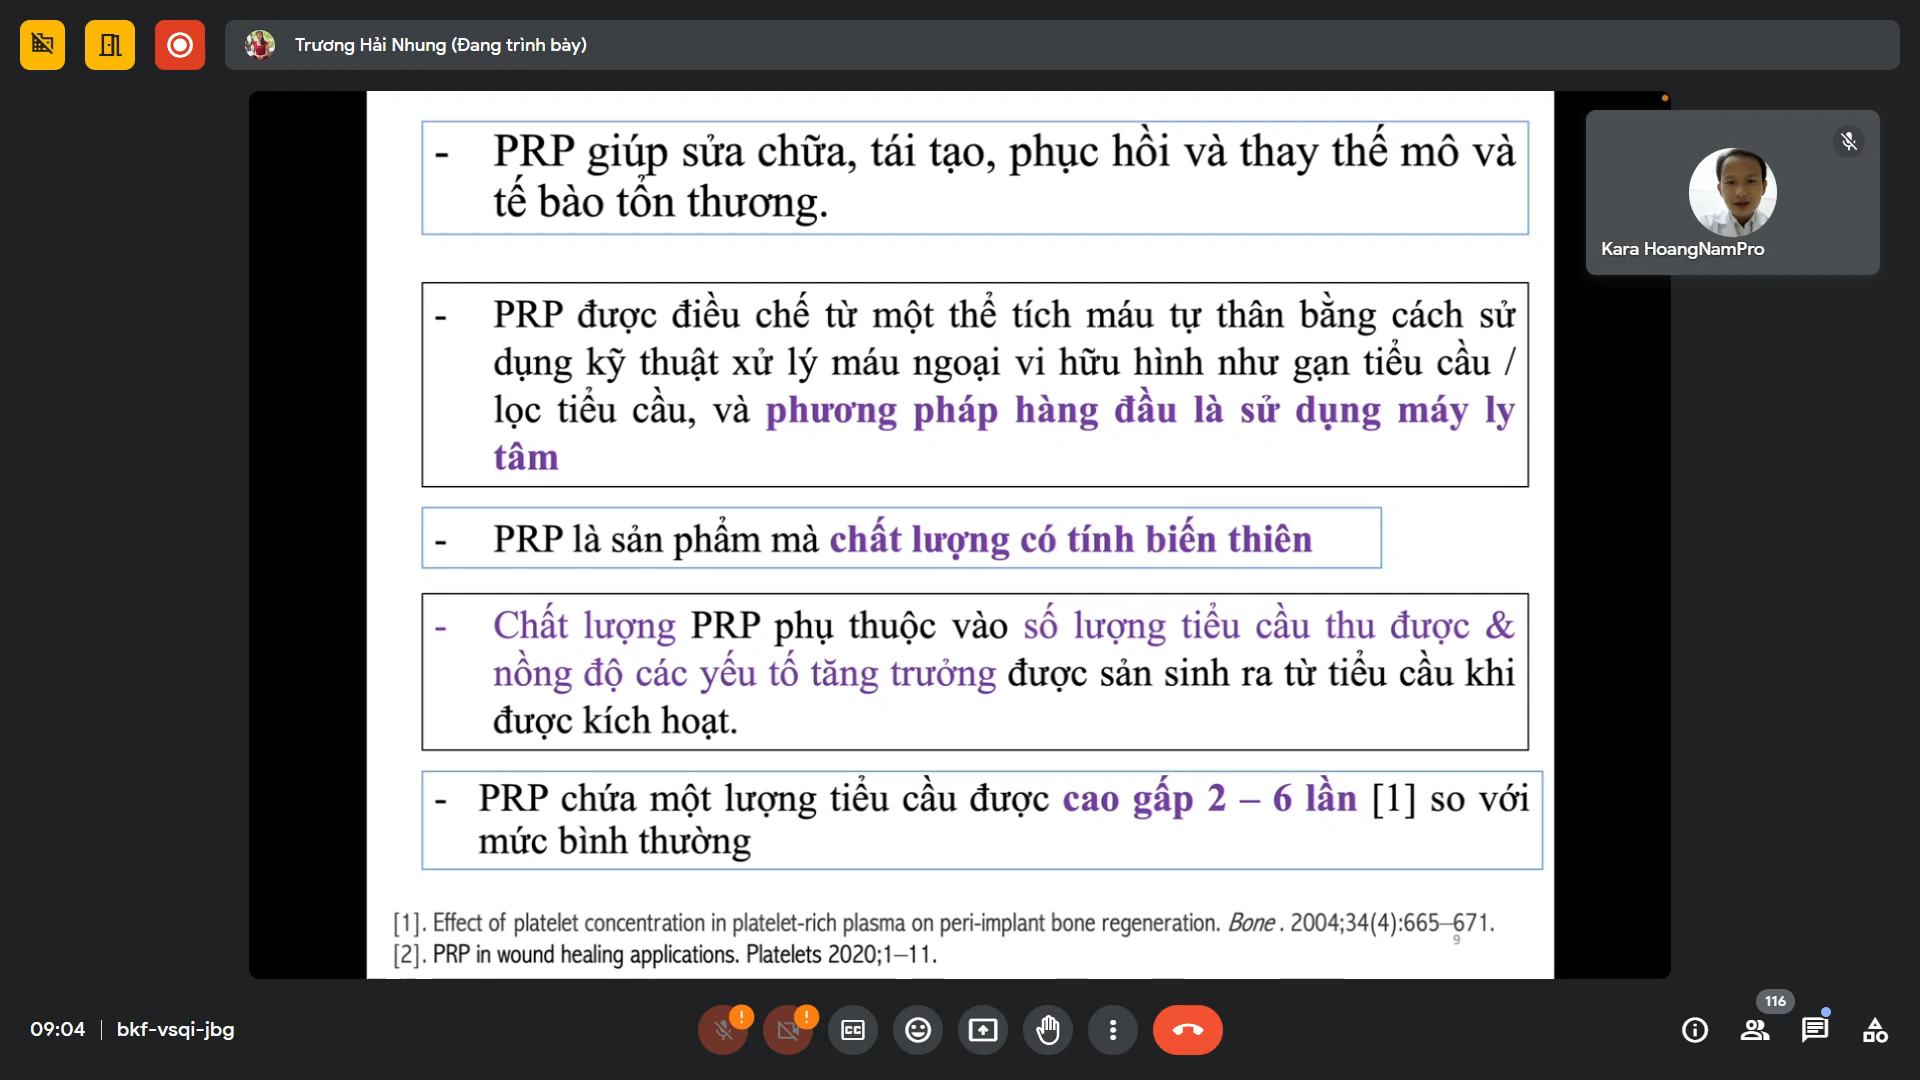 Trương Hải Nhung (Đang trình bày)
- PRP giúp sửa chữa, tái tạo, phục hồi và thay thế mô và
tế bào tổn thương.
- PRP được điều chế từ một thể tích máu tự thân bằng cách sử
dụng kỹ thuật xử lý máu ngoại vi hữu hình như gạn tiểu cầu /
lọc tiểu cầu, và phương pháp hàng đầu là sử dụng máy ly
tâm
- PRP là sản phẩm mà chất lượng có tính biến thiên
- Chất lượng PRP phụ thuộc vào số lượng tiểu cầu thu được &
nồng độ các yếu tố tăng trưởng được sản sinh ra từ tiểu cầu khi
được kích hoạt.
- PRP chứa một lượng tiểu cầu được cao gấp 2 – 6 lần [1] so với
mức bình thường
[1]. Effect of platelet concentration in platelet-rich plasma on peri-implant bone regeneration. Bone . 2004;34(4):665–671.
9
[2]. PRP in wound healing applications. Platelets 2020;1–11.
Kara HoangNamPro
09:04 | bkf-vsqi-jbg
!
!
CC
116